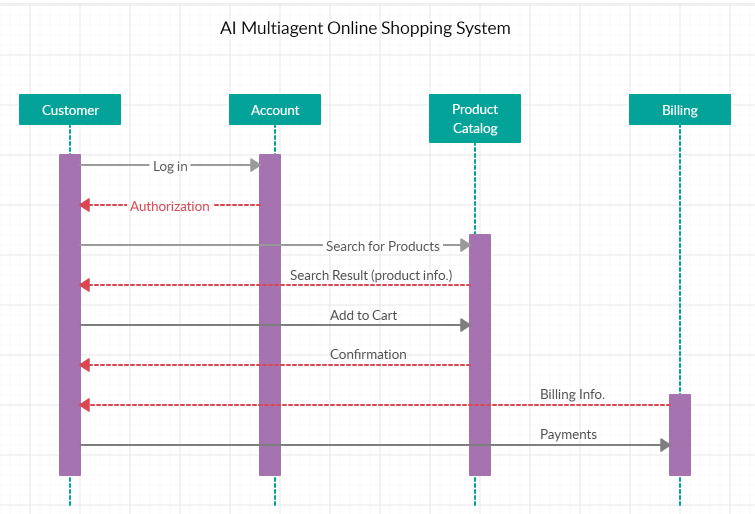 AI Multiagent Online Shopping System
Customer
Account
Product
Catalog
Billing
Log in
Authorization
Search for Products
Search Result (product info.)
Add to Cart
Confirmation
Billing Info.
Payments